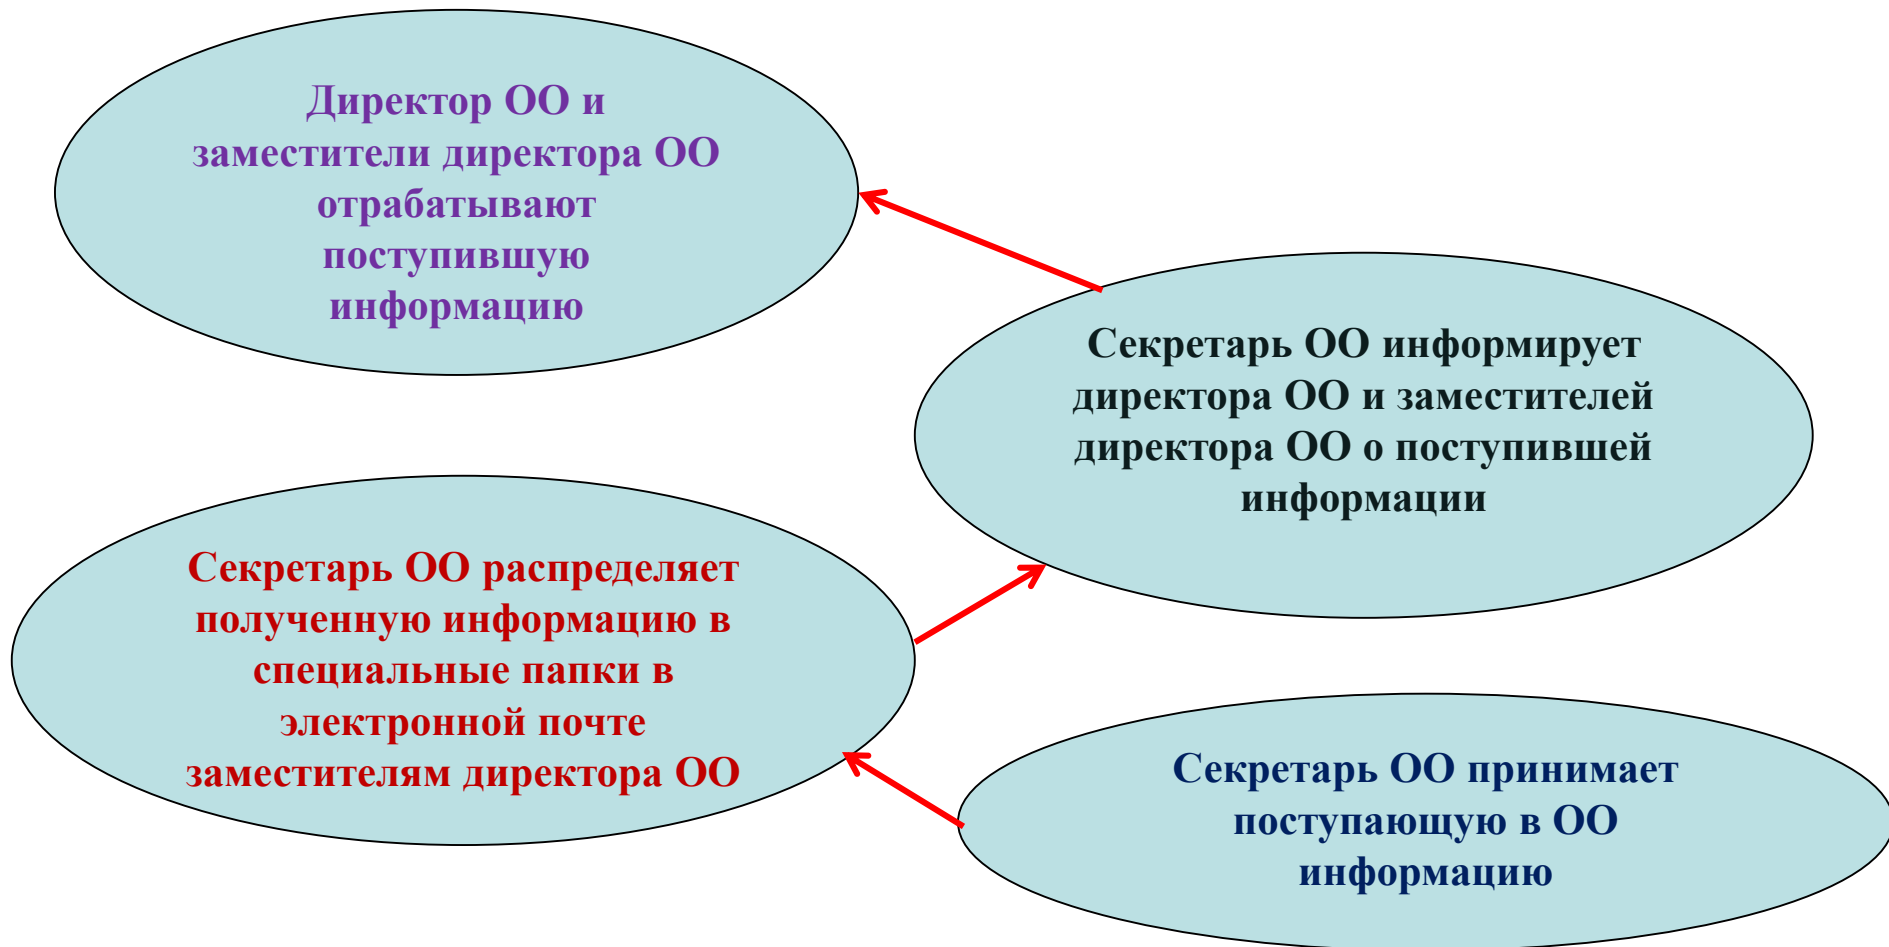 Директор ОО и
заместители директора ОО
отрабатывают
поступившую
информацию
Секретарь ОО информирует
директора ОО и заместителей
директора ОО о поступившей
информации
Секретарь ОО распределяет
полученную информацию в
специальные папки в
электронной почте
заместителям директора ОО
Секретарь ОО принимает
поступающую в ОО
информацию